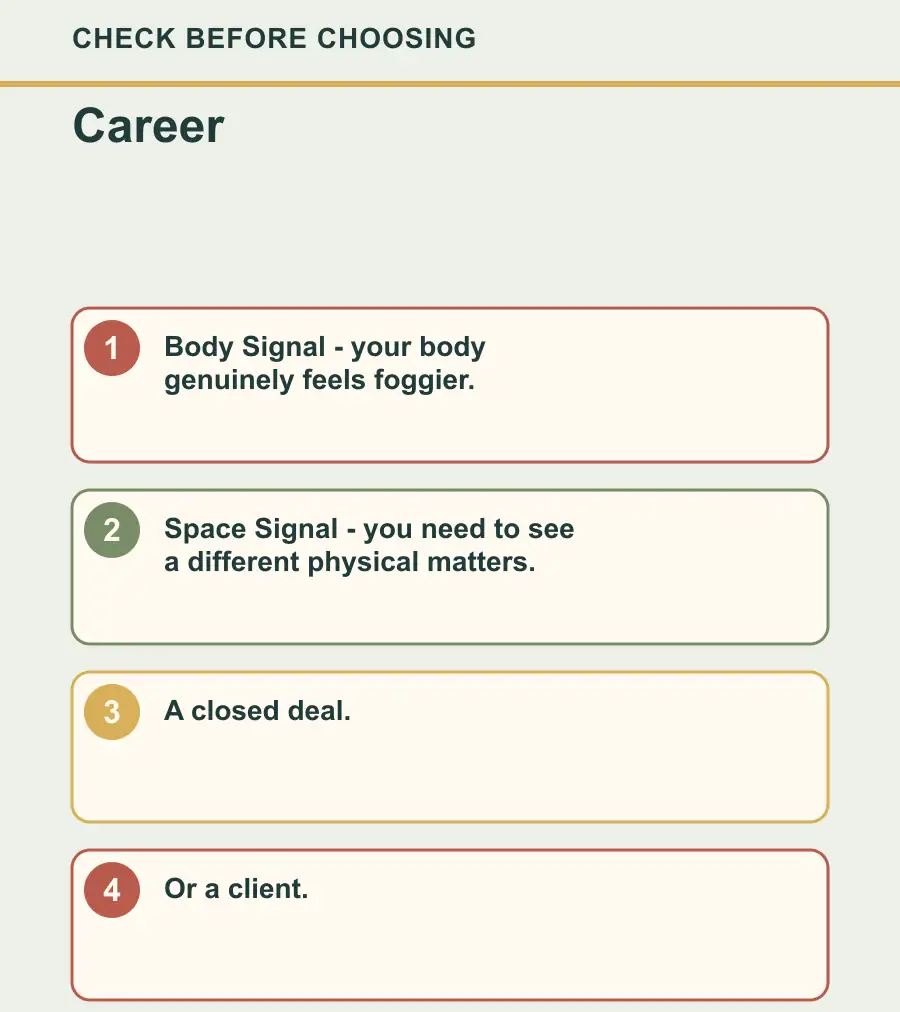 CHECK BEFORE CHOOSING
Career
1
Body Signal - your body
genuinely feels foggier.
2
Space Signal - you need to see
a different physical matters.
3
A closed deal.
4
Or a client.